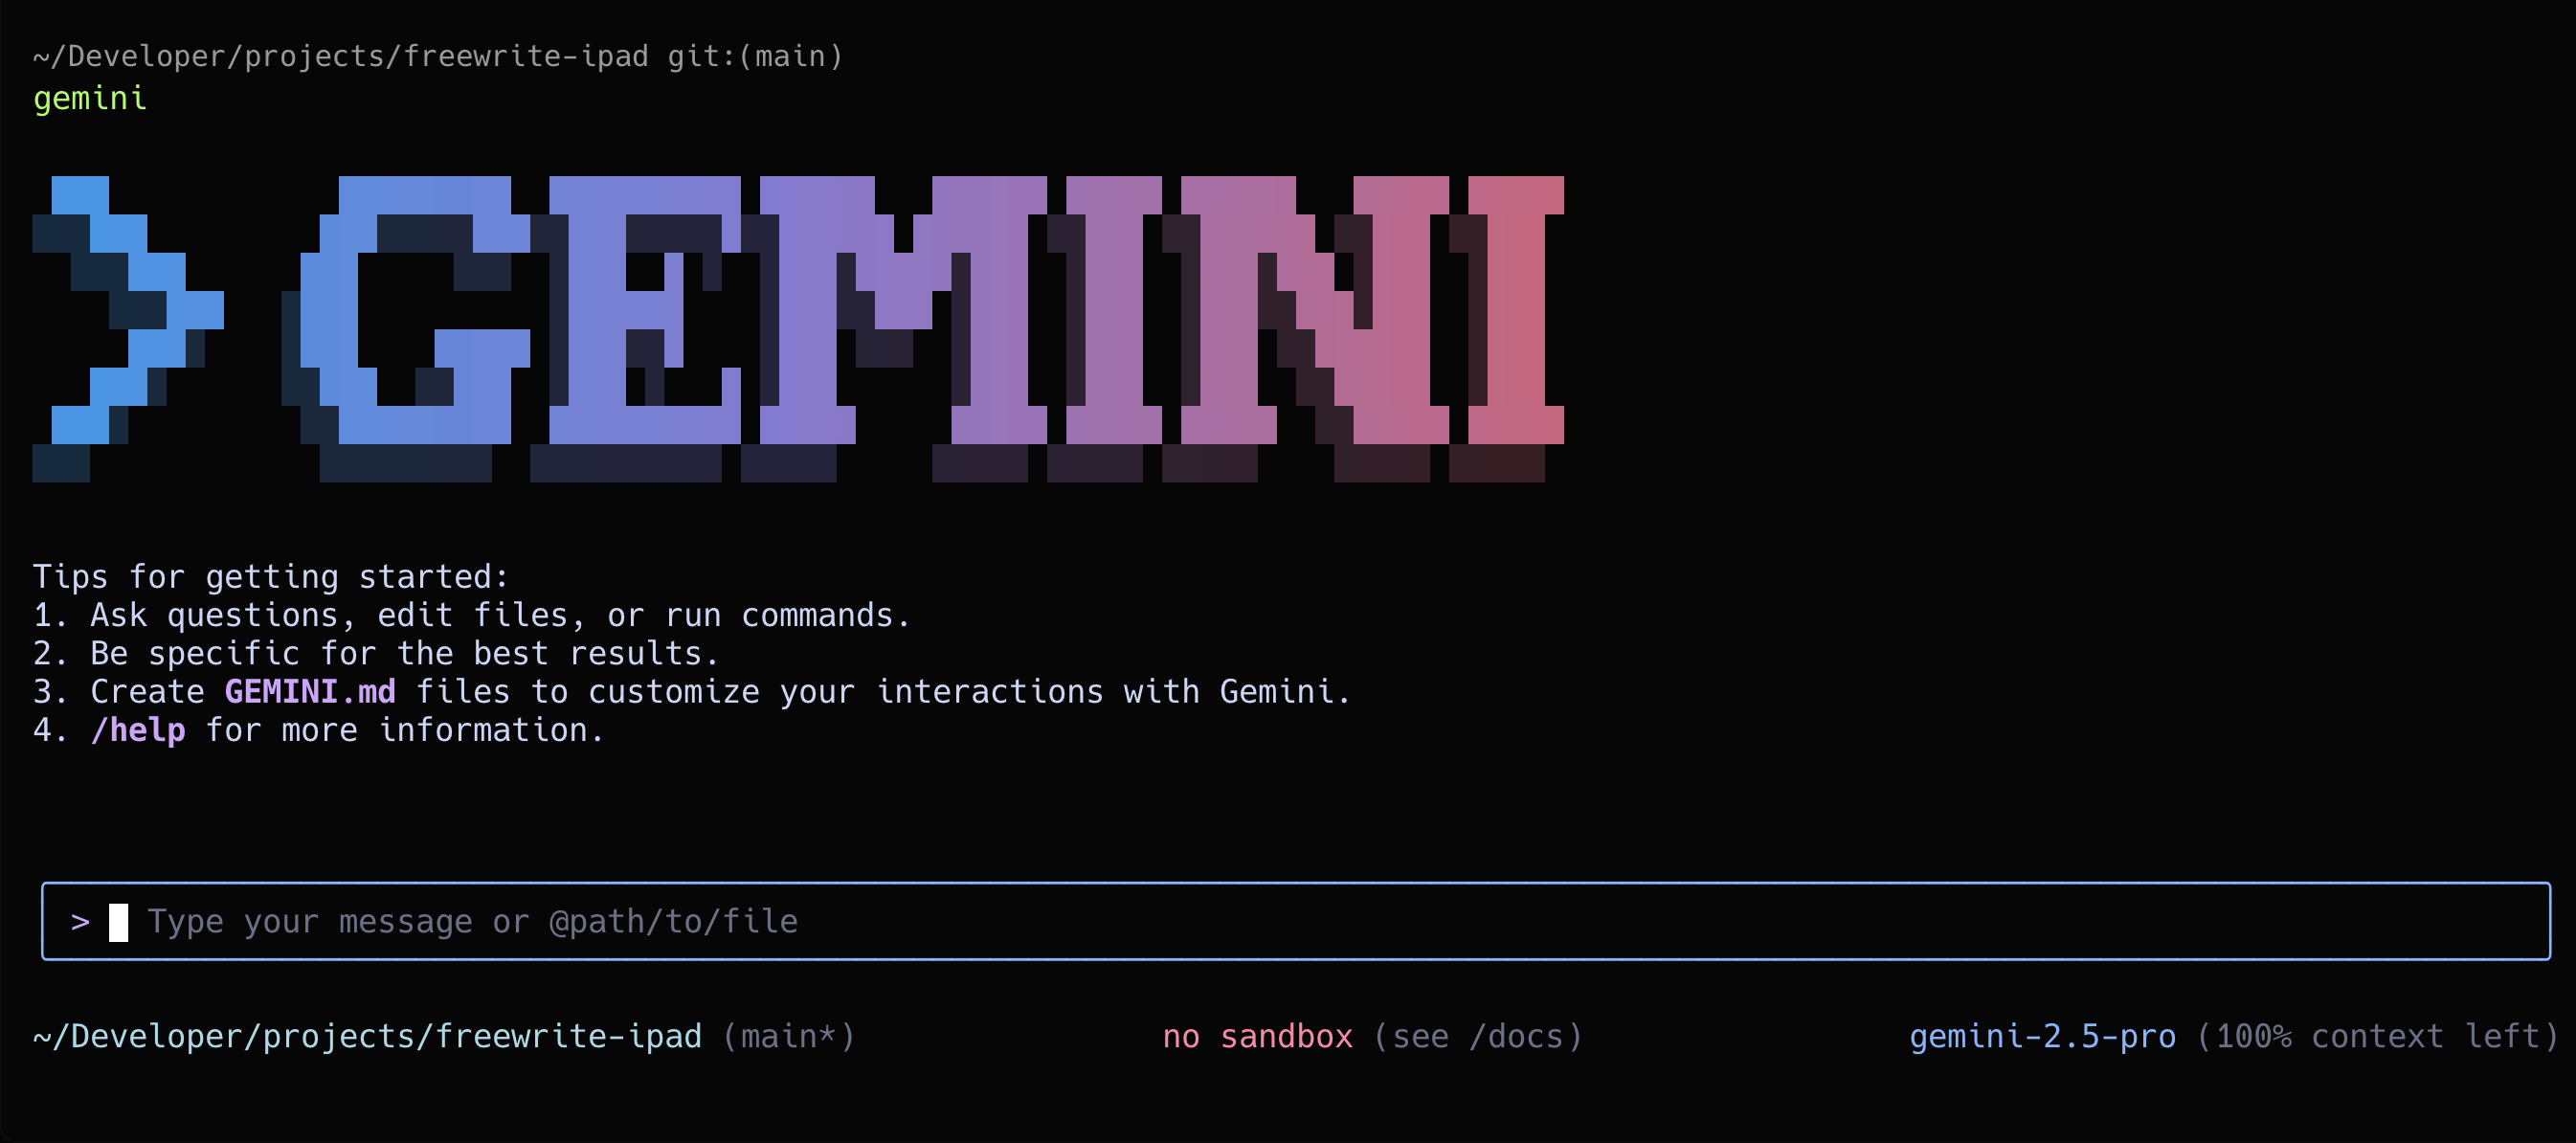 ~/Developer/projects/freewrite-ipad git:(main)
gemini
> GEMINI
Tips for getting started:
1. Ask questions, edit files, or run commands.
2. Be specific for the best results.
3. Create GEMINI.md files to customize your interactions with Gemini.
4. /help for more information.
> Type your message or @path/to/file
~/Developer/projects/freewrite-ipad (main*) no sandbox (see /docs) gemini-2.5-pro (100% context left)